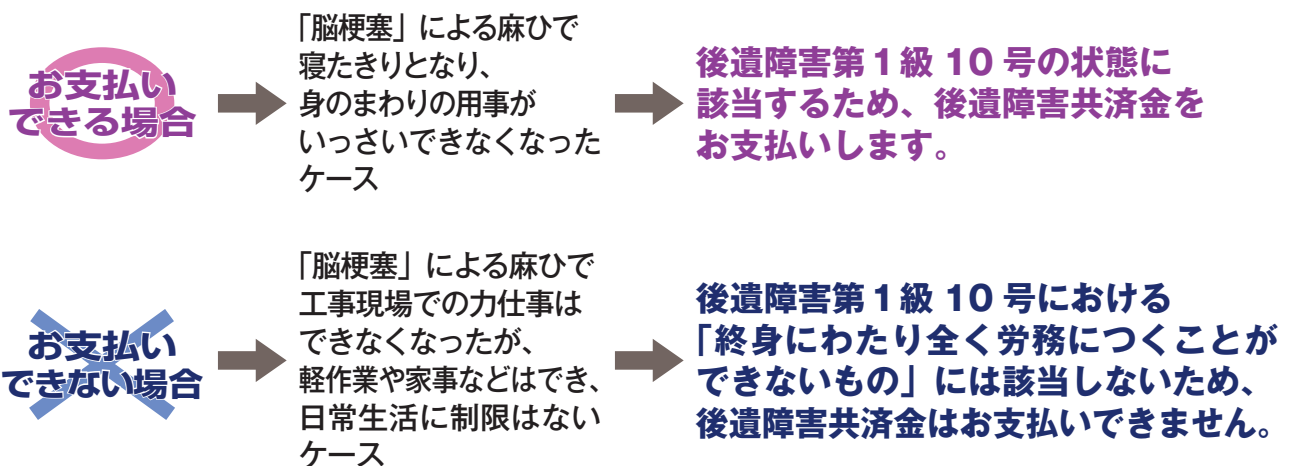 お支払い
できる場合
「脳梗塞」による麻ひで
寝たきりとなり、
身のまわりの用事が
いっさいできなくなった
ケース
後遺障害第1級 10 号の状態に
該当するため、後遺障害共済金を
お支払いします。
お支払い
できない場合
「脳梗塞」による麻ひで
工事現場での力仕事は
できなくなったが、
軽作業や家事などはでき、
日常生活に制限はない
ケース
後遺障害第1級 10 号における
「終身にわたり全く労務につくことが
できないもの」には該当しないため、
後遺障害共済金はお支払いできません。